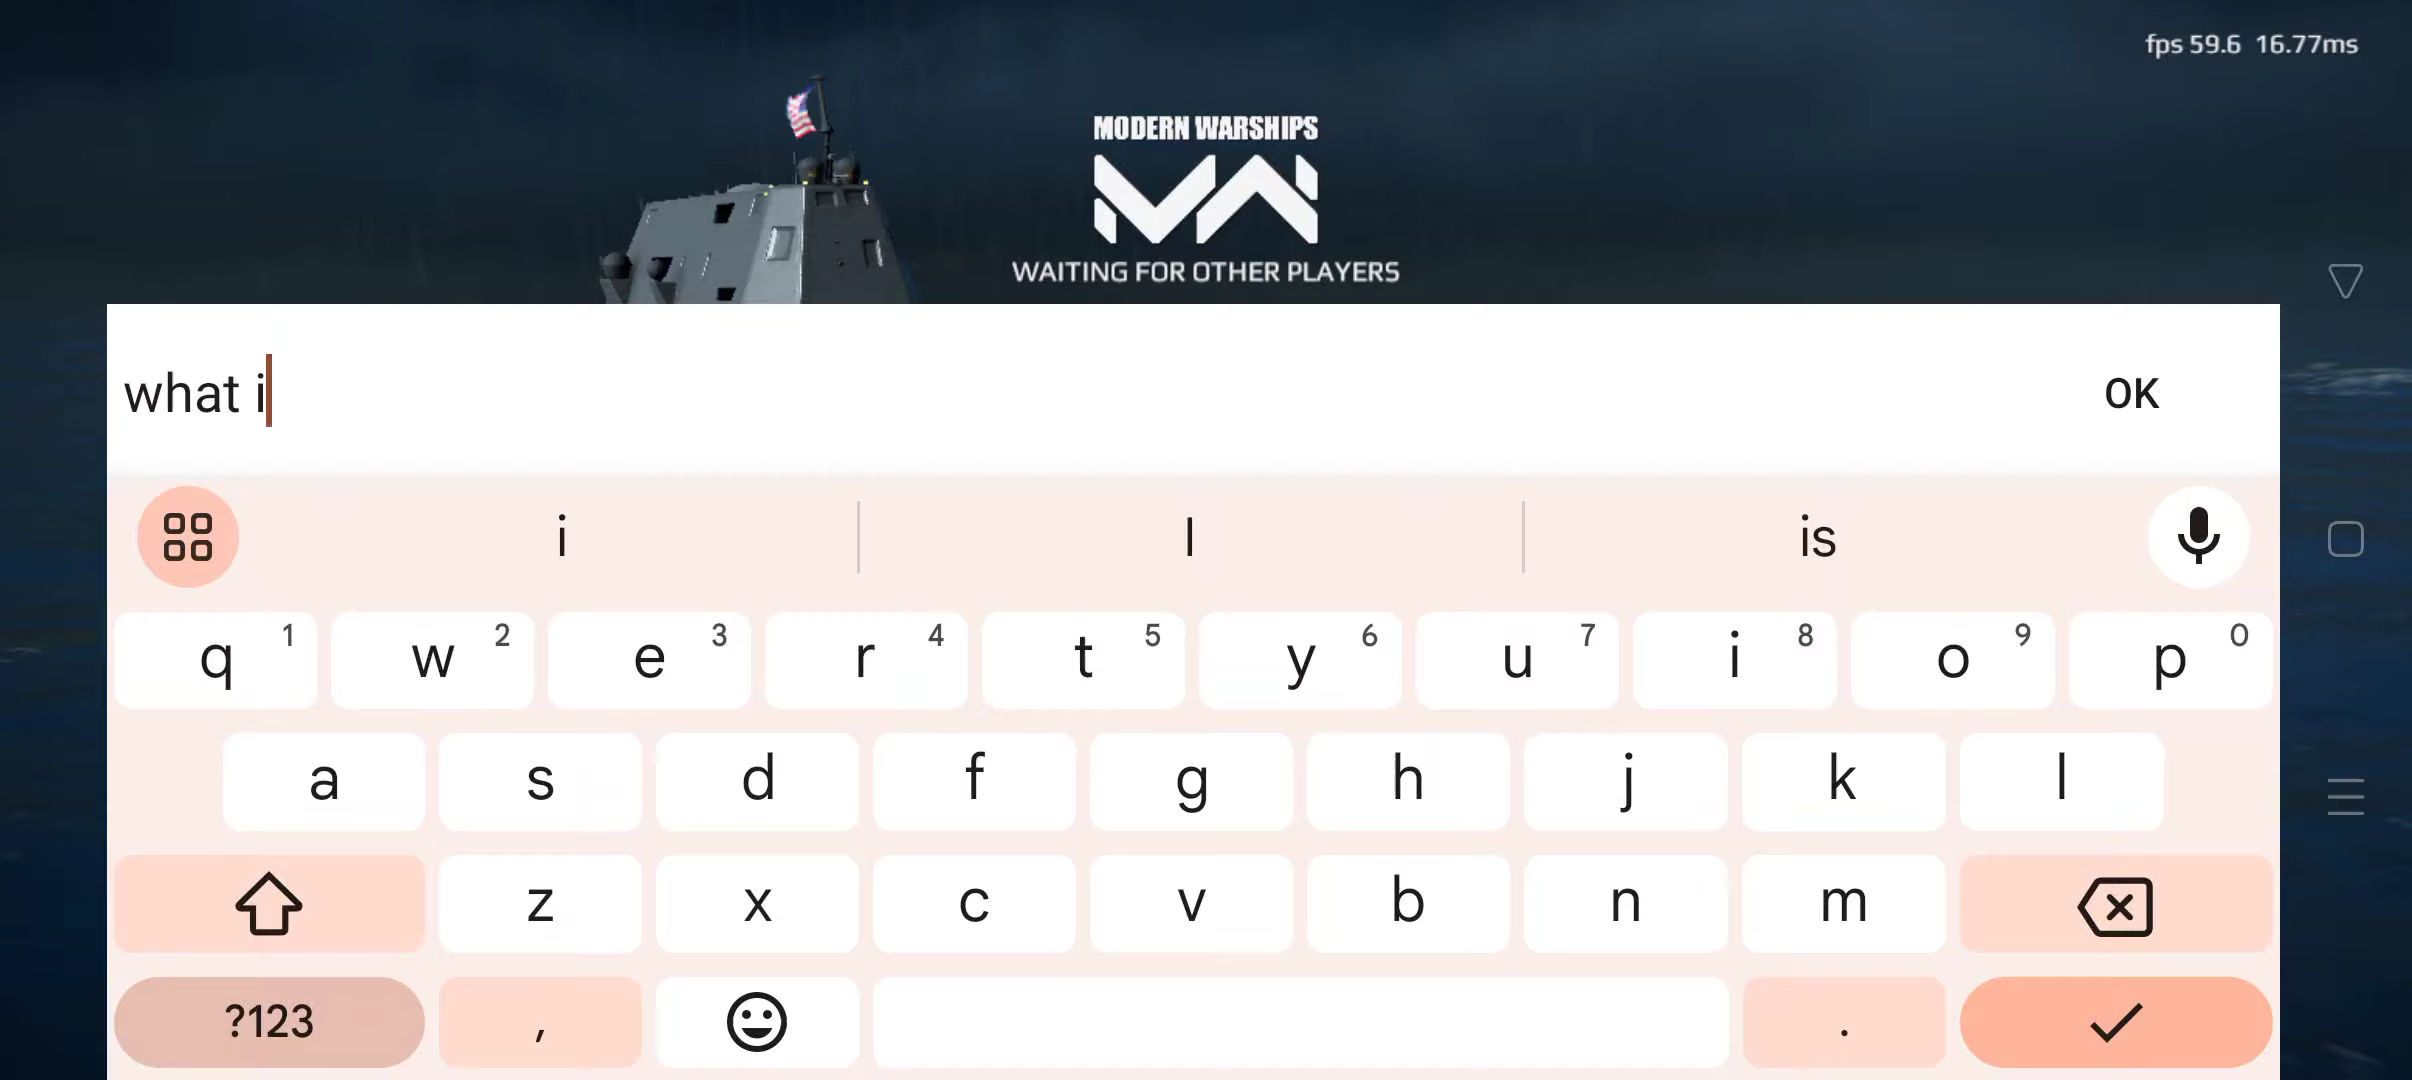 fps 59.6 16.77ms
MODERN WARSHIPS
WAITING FOR OTHER PLAYERS
what i
OK
i I is
q 1 w 2 e 3 r 4 t 5 y 6 u 7 i 8 o 9 p 0
a s d f g h j k l
z x c v b n m
?123 , .